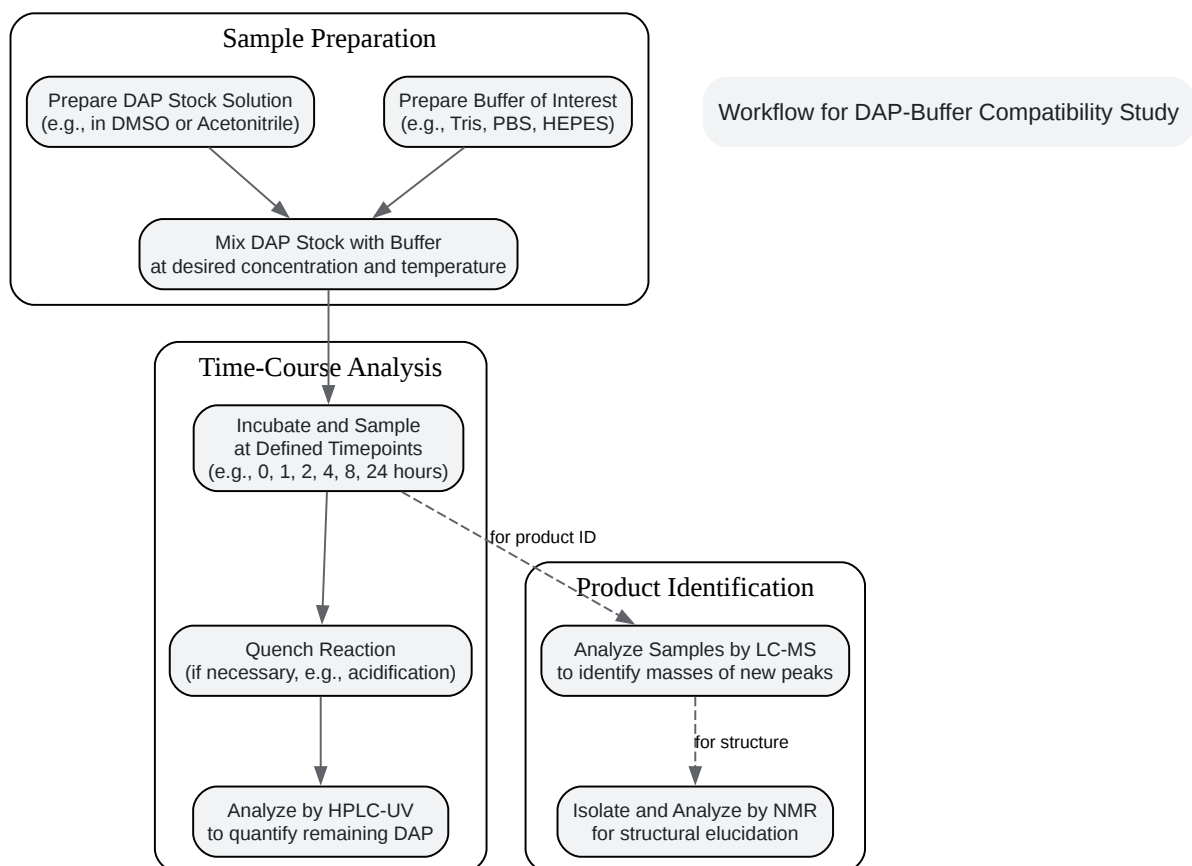 Sample Preparation
Prepare DAP Stock Solution
(e.g., in DMSO or Acetonitrile)
Prepare Buffer of Interest
(e.g., Tris, PBS, HEPES)
Workflow for DAP-Buffer Compatibility Study
Mix DAP Stock with Buffer
at desired concentration and temperature
Time-Course Analysis
Incubate and Sample
at Defined Timepoints
(e.g., 0, 1, 2, 4, 8, 24 hours)
for product ID
Product Identification
Quench Reaction
(if necessary, e.g., acidification)
Analyze Samples by LC-MS
to identify masses of new peaks
for structure
Analyze by HPLC-UV
to quantify remaining DAP
Isolate and Analyze by NMR
for structural elucidation